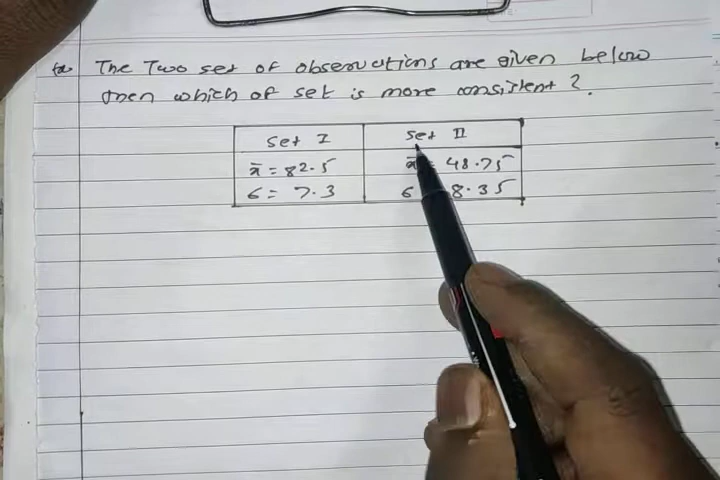 The Two set of observations are given below
then which of set is more consistent ?.
Set I Set II
x̄ = 82.5 x̄ = 48.75
σ = 7.3 σ 8.35